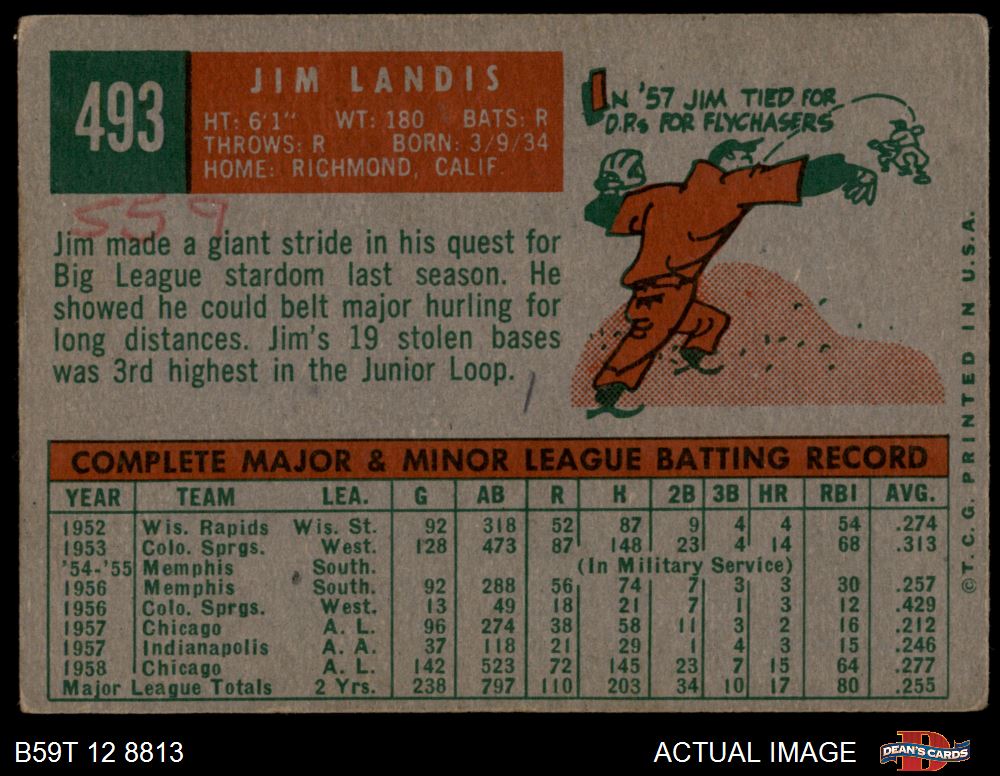 493
JIM LANDIS
HT: 6'1" WT: 180 BATS: R
THROWS: R BORN: 3/9/34
HOME: RICHMOND, CALIF.
IN '57 JIM TIED FOR
D.P.s FOR FLYCHASERS
559
Jim made a giant stride in his quest for
Big League stardom last season. He
showed he could belt major hurling for
long distances. Jim's 19 stolen bases
was 3rd highest in the Junior Loop.
©T.C.G. PRINTED IN U.S.A.
COMPLETE MAJOR & MINOR LEAGUE BATTING RECORD
YEAR TEAM LEA. G AB R H 2B 3B HR RBI AVG.
1952 Wis. Rapids Wis. St. 92 318 52 87 9 4 4 54 .274
1953 Colo. Sprgs. West. 128 473 87 148 23 4 14 68 .313
'54-'55 Memphis South. (In Military Service)
1956 Memphis South. 92 288 56 74 7 3 3 30 .257
1956 Colo. Sprgs. West. 13 49 18 21 7 1 3 12 .429
1957 Chicago A. L. 96 274 38 58 11 3 2 16 .212
1957 Indianapolis A. A. 37 118 21 29 1 4 3 15 .246
1958 Chicago A. L. 142 523 72 145 23 7 15 64 .277
Major League Totals 2 Yrs. 238 797 110 203 34 10 17 80 .255
B59T 12 8813
ACTUAL IMAGE
DEAN'S CARDS